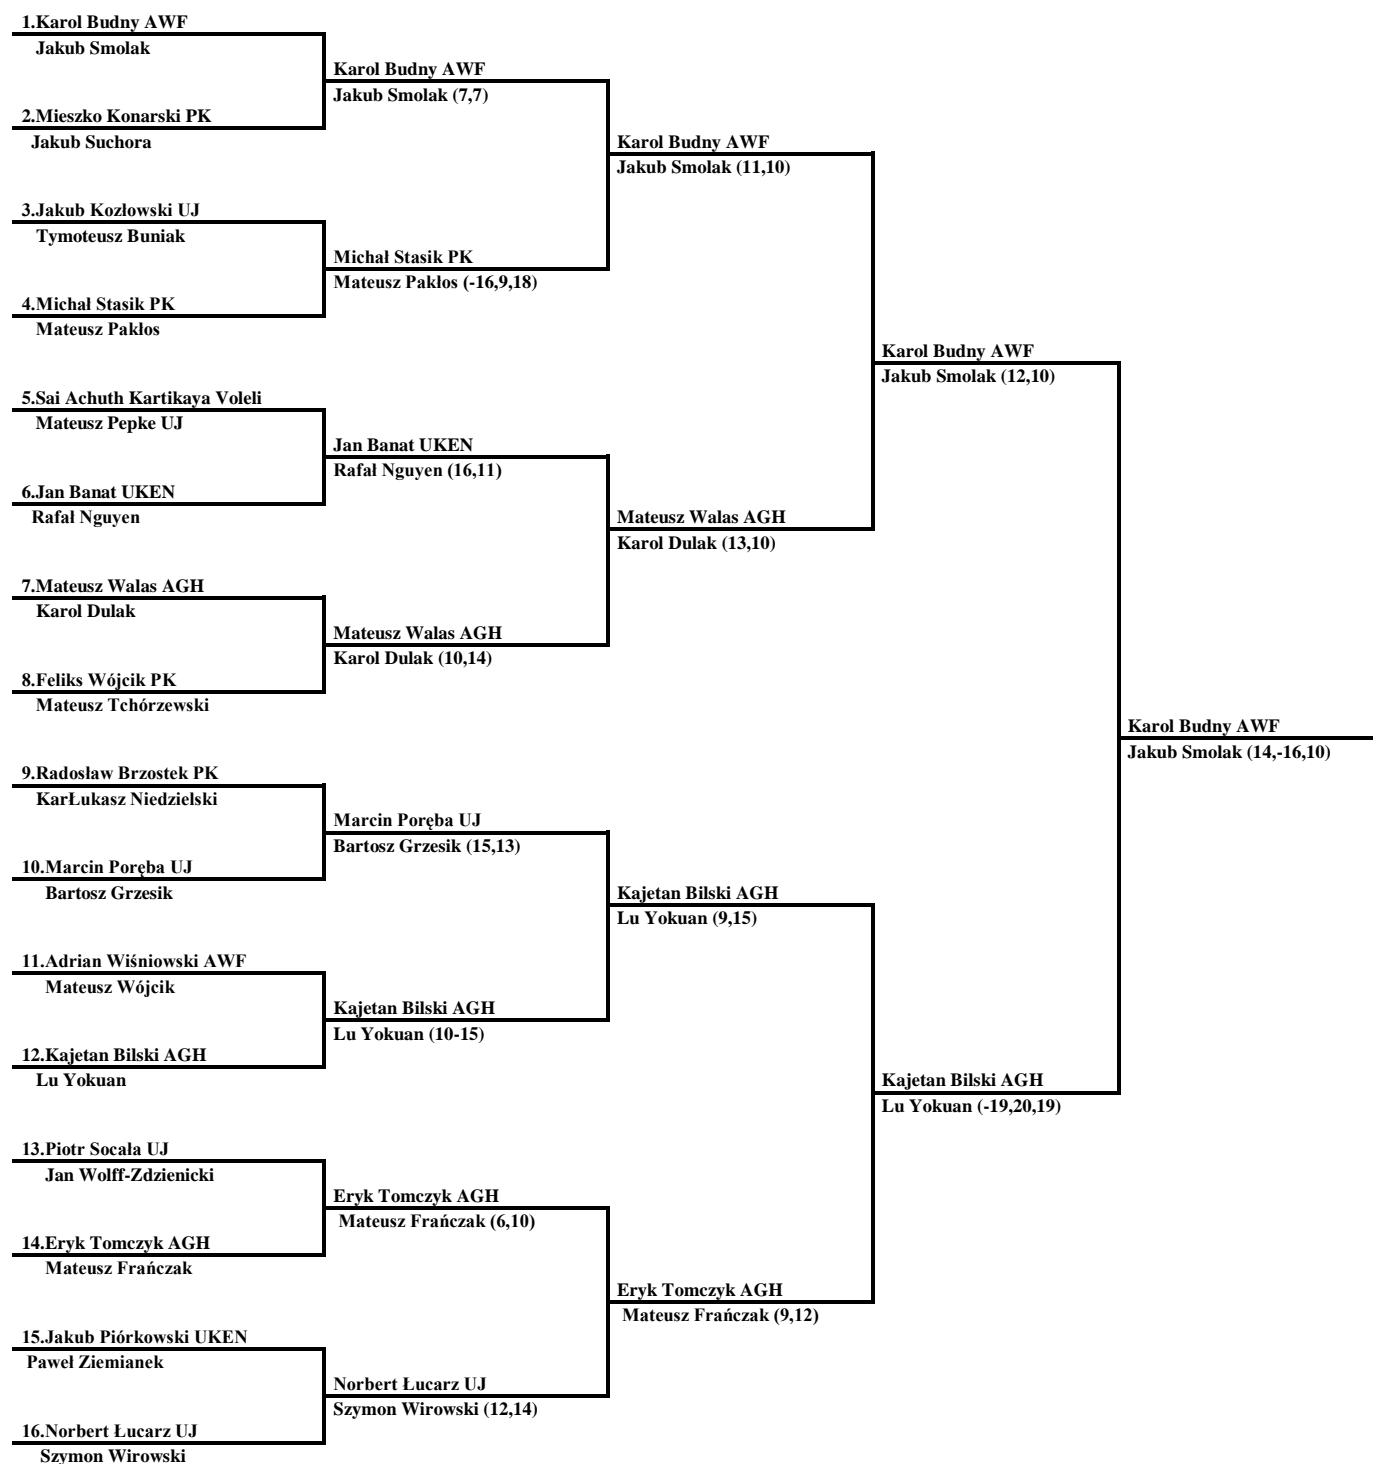 1.Karol Budny AWF
Jakub Smolak
Karol Budny AWF
Jakub Smolak (7,7)
2.Mieszko Konarski PK
Jakub Suchora
Karol Budny AWF
Jakub Smolak (11,10)
3.Jakub Kozłowski UJ
Tymoteusz Buniak
Michał Stasik PK
Mateusz Pakłos (-16,9,18)
4.Michał Stasik PK
Mateusz Pakłos
Karol Budny AWF
Jakub Smolak (12,10)
5.Sai Achuth Kartikaya Voleli
Mateusz Pepke UJ
Jan Banat UKEN
Rafał Nguyen (16,11)
6.Jan Banat UKEN
Rafał Nguyen
Mateusz Walas AGH
Karol Dulak (13,10)
7.Mateusz Walas AGH
Karol Dulak
Mateusz Walas AGH
Karol Dulak (10,14)
8.Feliks Wójcik PK
Mateusz Tchórzewski
Karol Budny AWF
Jakub Smolak (14,-16,10)
9.Radosław Brzostek PK
KarŁukasz Niedzielski
Marcin Poręba UJ
Bartosz Grzesik (15,13)
10.Marcin Poręba UJ
Bartosz Grzesik
Kajetan Bilski AGH
Lu Yokuan (9,15)
11.Adrian Wiśniowski AWF
Mateusz Wójcik
Kajetan Bilski AGH
Lu Yokuan (10-15)
12.Kajetan Bilski AGH
Lu Yokuan
Kajetan Bilski AGH
Lu Yokuan (-19,20,19)
13.Piotr Socała UJ
Jan Wolff-Zdzienicki
Eryk Tomczyk AGH
Mateusz Frańczak (6,10)
14.Eryk Tomczyk AGH
Mateusz Frańczak
Eryk Tomczyk AGH
Mateusz Frańczak (9,12)
15.Jakub Piórkowski UKEN
Paweł Ziemianek
Norbert Łucarz UJ
Szymon Wirowski (12,14)
16.Norbert Łucarz UJ
Szymon Wirowski